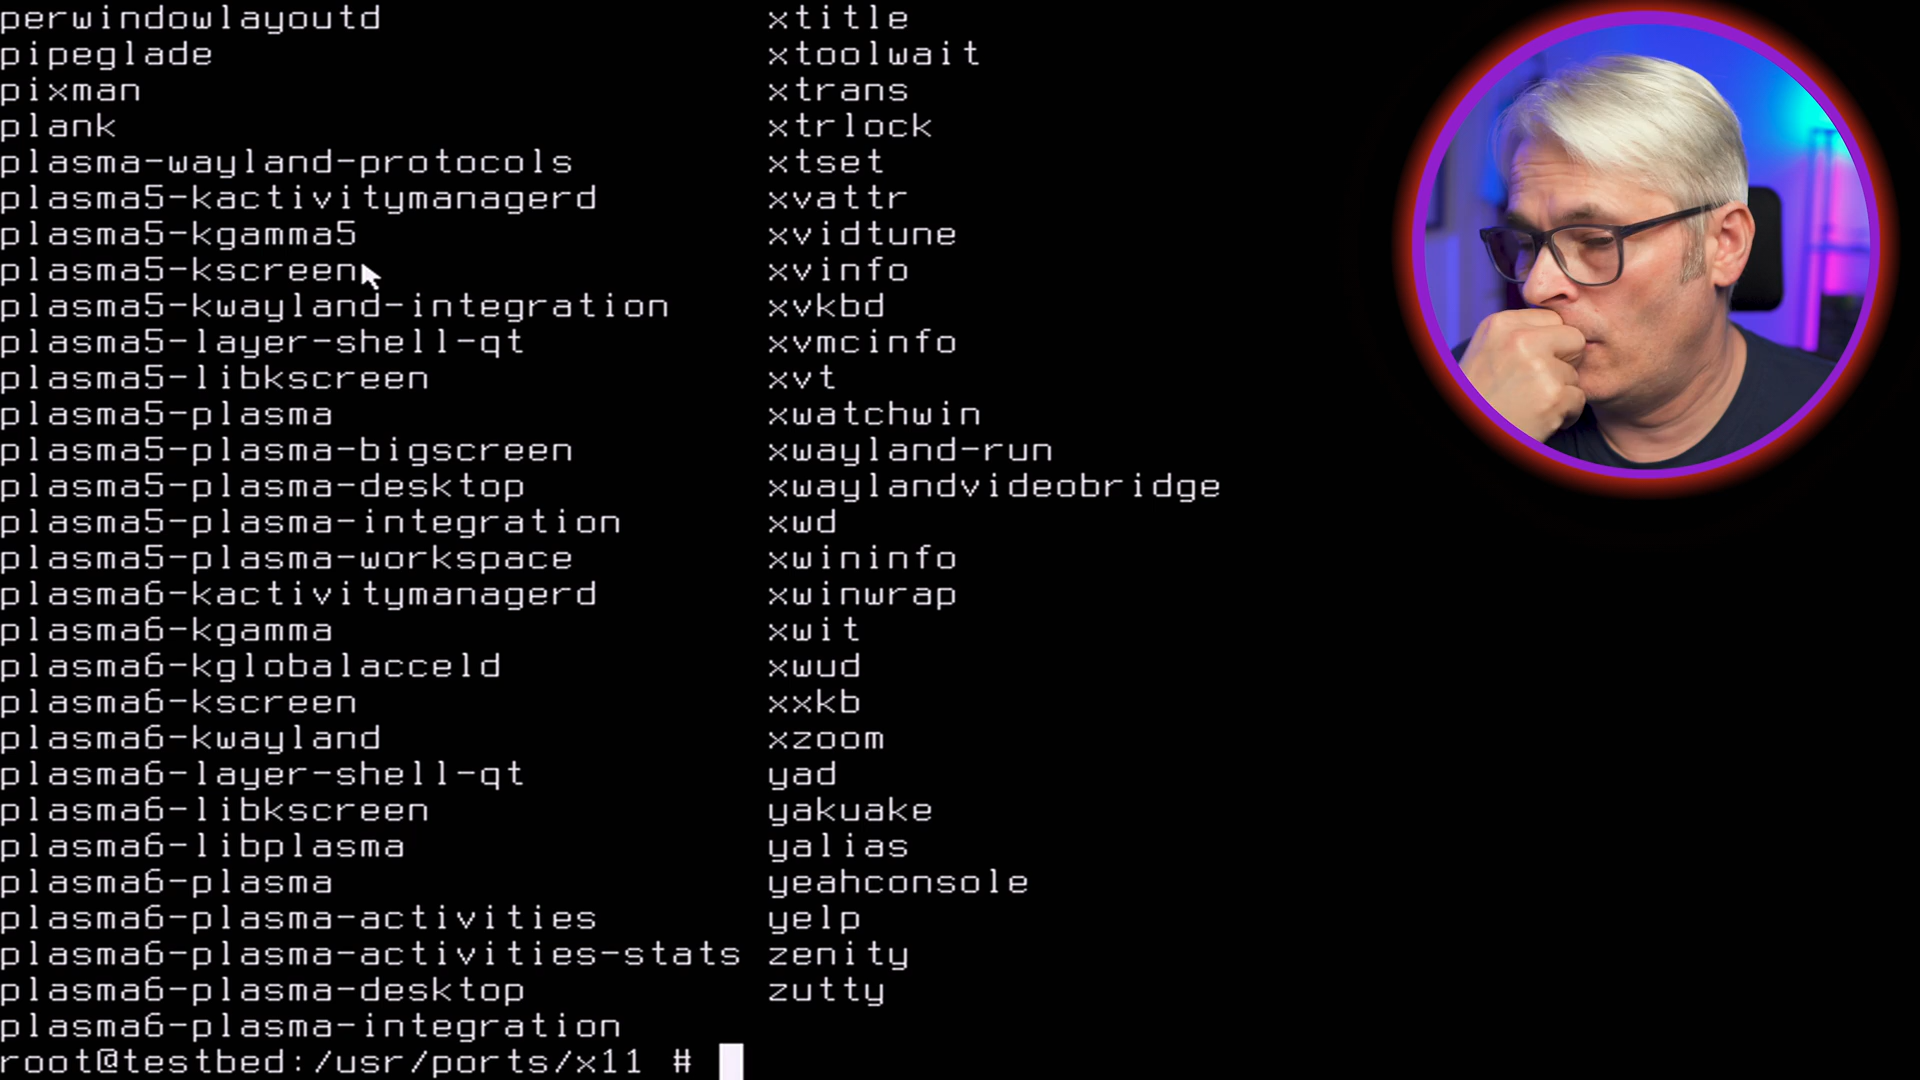 perwindowlayoutd
pipeglade
pixman
plank
plasma-wayland-protocols
plasma5-kactivitymanagerd
plasma5-kgamma5
plasma5-kscreen
plasma5-kwayland-integration
plasma5-layer-shell-qt
plasma5-libkscreen
plasma5-plasma
plasma5-plasma-bigscreen
plasma5-plasma-desktop
plasma5-plasma-integration
plasma5-plasma-workspace
plasma6-kactivitymanagerd
plasma6-kgamma
plasma6-kglobalacceld
plasma6-kscreen
plasma6-kwayland
plasma6-layer-shell-qt
plasma6-libkscreen
plasma6-libplasma
plasma6-plasma
plasma6-plasma-activities
plasma6-plasma-activities-stats
plasma6-plasma-desktop
plasma6-plasma-integration
xtitle
xtoolwait
xtrans
xtrlock
xtset
xvattr
xvidtune
xvinfo
xvkbd
xvmcinfo
xvt
xwatchwin
xwayland-run
xwaylandvideobridge
xwd
xwininfo
xwinwrap
xwit
xwud
xxkb
xzoom
yad
yakuake
yalias
yeahconsole
yelp
zenity
zutty
root@testbed:/usr/ports/x11 #